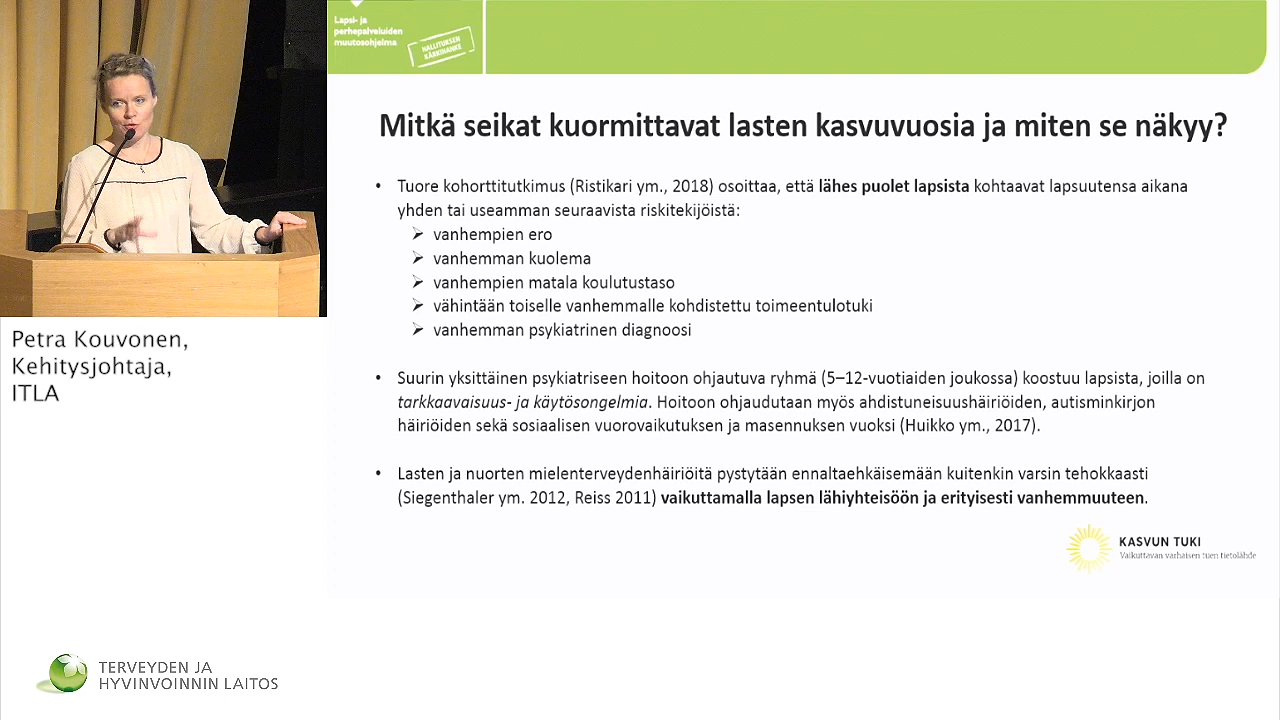 Lapsi- ja
perhepalveluiden
muutosohjelma
HALLITUKSEN
KÄRKIHANKE
Mitkä seikat kuormittavat lasten kasvuvuosia ja miten se näkyy?
• Tuore kohorttitutkimus (Ristikari ym., 2018) osoittaa, että lähes puolet lapsista kohtaavat lapsuutensa aikana
yhden tai useamman seuraavista riskitekijöistä:
➢ vanhempien ero
➢ vanhemman kuolema
➢ vanhempien matala koulutustaso
➢ vähintään toiselle vanhemmalle kohdistettu toimeentulotuki
➢ vanhemman psykiatrinen diagnoosi
• Suurin yksittäinen psykiatriseen hoitoon ohjautuva ryhmä (5–12-vuotiaiden joukossa) koostuu lapsista, joilla on
tarkkaavaisuus- ja käytösongelmia. Hoitoon ohjaudutaan myös ahdistuneisuushäiriöiden, autisminkirjon
häiriöiden sekä sosiaalisen vuorovaikutuksen ja masennuksen vuoksi (Huikko ym., 2017).
• Lasten ja nuorten mielenterveydenhäiriöitä pystytään ennaltaehkäisemään kuitenkin varsin tehokkaasti
(Siegenthaler ym. 2012, Reiss 2011) vaikuttamalla lapsen lähiyhteisöön ja erityisesti vanhemmuuteen.
KASVUN TUKI
Vaikuttavan varhaisen tuen tietolähde
Petra Kouvonen,
Kehitysjohtaja,
ITLA
TERVEYDEN JA
HYVINVOINNIN LAITOS